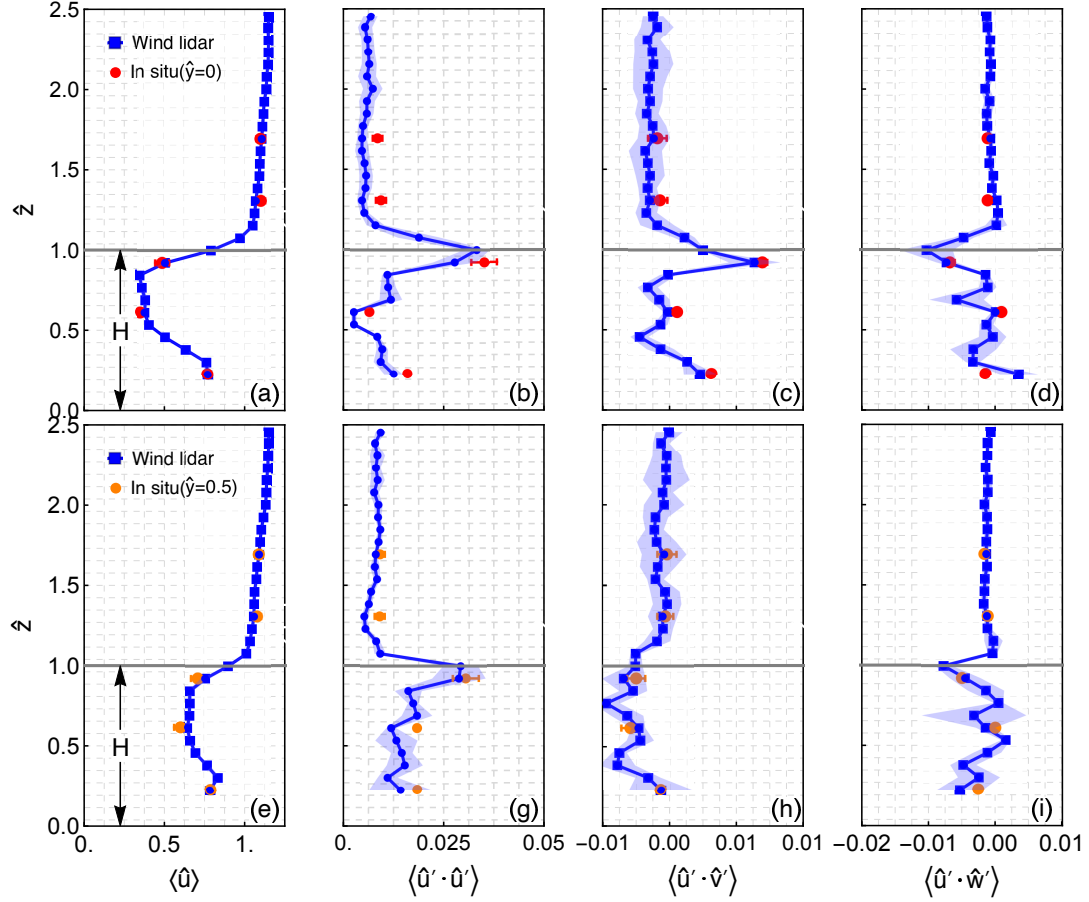 2.5
2.0
1.5
1.0
0.5
0.0
ẑ
H
Wind lidar
In situ(ŷ=0)
(a)
(b)
(c)
(d)
2.5
2.0
1.5
1.0
0.5
0.0
ẑ
H
Wind lidar
In situ(ŷ=0.5)
(e)
(g)
(h)
(i)
0. 0.5 1.
0 0.025 0.05
−0.01 0.00 0.01 0.01
−0.02 −0.01 0.00 0.01
⟨û⟩
⟨û′·û′⟩
⟨û′·v̂′⟩
⟨û′·ŵ′⟩